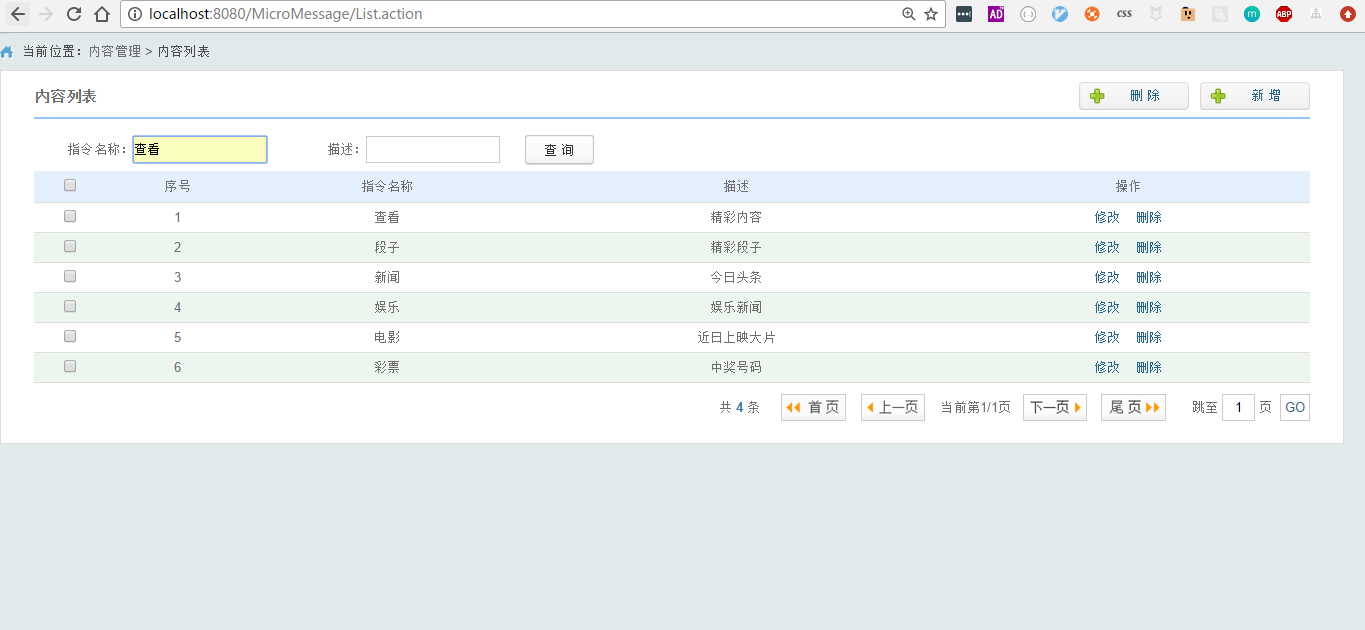 localhost:8080/MicroMessage/List.action
AD css m ABP
当前位置：内容管理 > 内容列表
内容列表 删 除 新 增
指令名称： 查看 描述： 查 询
序号 指令名称 描述 操作
1 查看 精彩内容 修改 删除
2 段子 精彩段子 修改 删除
3 新闻 今日头条 修改 删除
4 娱乐 娱乐新闻 修改 删除
5 电影 近日上映大片 修改 删除
6 彩票 中奖号码 修改 删除
共 4 条 首 页 上一页 当前第1/1页 下一页 尾 页 跳至 1 页 GO